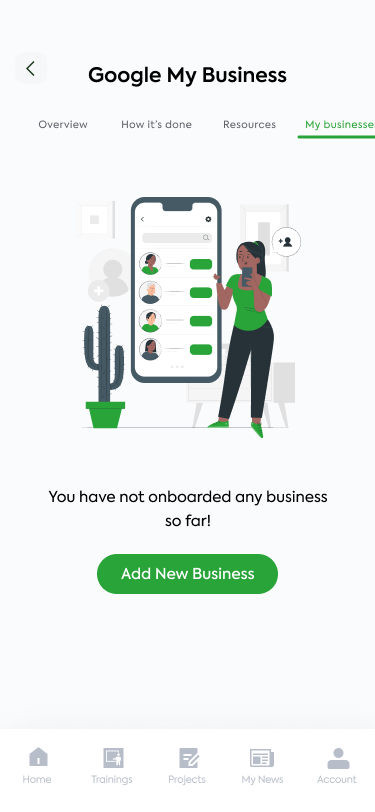 Google My Business
Overview How it's done Resources My businesse
You have not onboarded any business
so far!
Add New Business
Home Trainings Projects My News Account